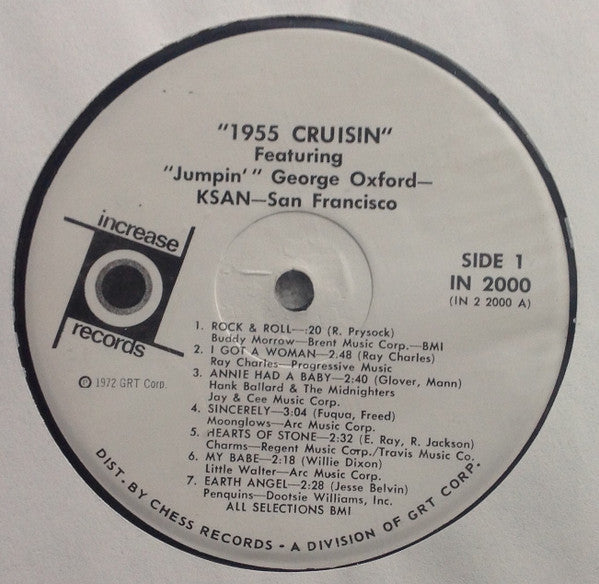 "1955 CRUISIN"
Featuring
"Jumpin'" George Oxford—
KSAN—San Francisco
increase
records
SIDE 1
IN 2000
(IN 2 2000 A)
℗ 1972 GRT Corp.
1. ROCK & ROLL—:20 (R. Prysock)
Buddy Morrow—Brent Music Corp.—BMI
2. I GOT A WOMAN—2:48 (Ray Charles)
Ray Charles—Progressive Music
3. ANNIE HAD A BABY—2:40 (Glover, Mann)
Hank Ballard & The Midnighters
Jay & Cee Music Corp.
4. SINCERELY—3:04 (Fuqua, Freed)
Moonglows—Arc Music Corp.
5. HEARTS OF STONE—2:32 (E. Ray, R. Jackson)
Charms—Regent Music Corp./Travis Music Co.
6. MY BABE—2:18 (Willie Dixon)
Little Walter—Arc Music Corp.
7. EARTH ANGEL—2:28 (Jesse Belvin)
Penquins—Dootsie Williams, Inc.
ALL SELECTIONS BMI
DIST. BY CHESS RECORDS - A DIVISION OF GRT CORP.